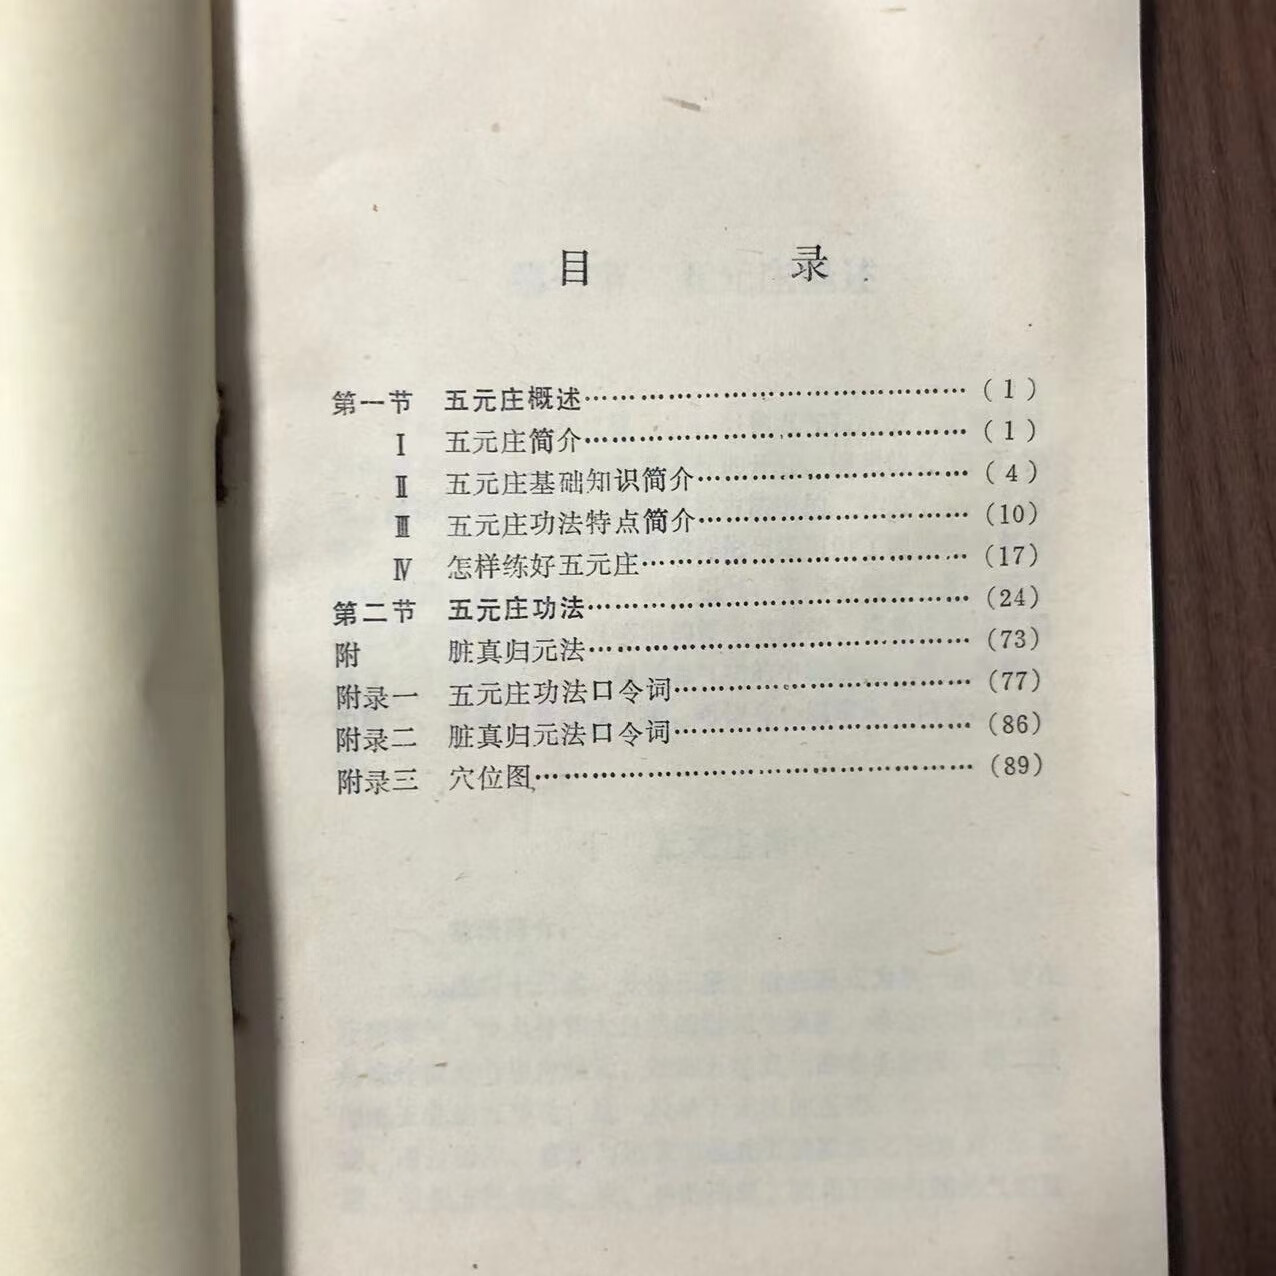 目 录
第一节 五元庄概述……………………………………( 1 )
Ⅰ 五元庄简介……………………………………( 1 )
Ⅱ 五元庄基础知识简介…………………………( 4 )
Ⅲ 五元庄功法特点简介…………………………(10)
Ⅳ 怎样练好五元庄………………………………(17)
第二节 五元庄功法……………………………………(24)
附 脏真归元法……………………………………(73)
附录一 五元庄功法口令词……………………………(77)
附录二 脏真归元法口令词……………………………(86)
附录三 穴位图…………………………………………(89)